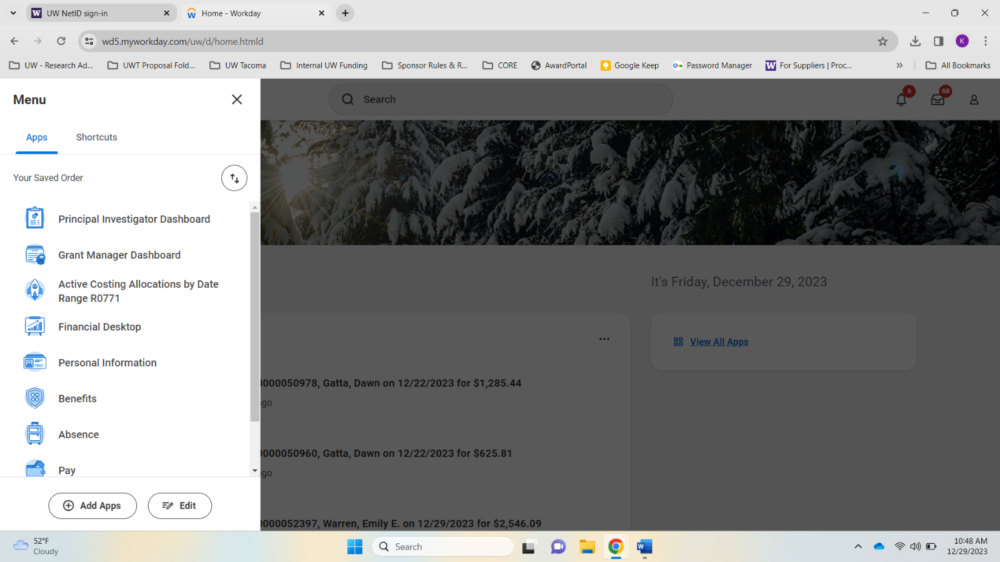 UW NetID sign-in
Home - Workday
wd5.myworkday.com/uw/d/home.htmld
K
UW - Research Ad...
UWT Proposal Fold...
UW Tacoma
Internal UW Funding
Sponsor Rules & R...
CORE
AwardPortal
Google Keep
Password Manager
For Suppliers | Proc...
All Bookmarks
Menu
Search
6
68
Apps
Shortcuts
Your Saved Order
Principal Investigator Dashboard
Grant Manager Dashboard
Active Costing Allocations by Date
Range R0771
Financial Desktop
Personal Information
Benefits
Absence
Pay
Add Apps
Edit
It's Friday, December 29, 2023
View All Apps
0000050978, Gatta, Dawn on 12/22/2023 for $1,285.44
ago
0000050960, Gatta, Dawn on 12/22/2023 for $625.81
ago
0000052397, Warren, Emily E. on 12/29/2023 for $2,546.09
52°F
Cloudy
Search
10:48 AM
12/29/2023